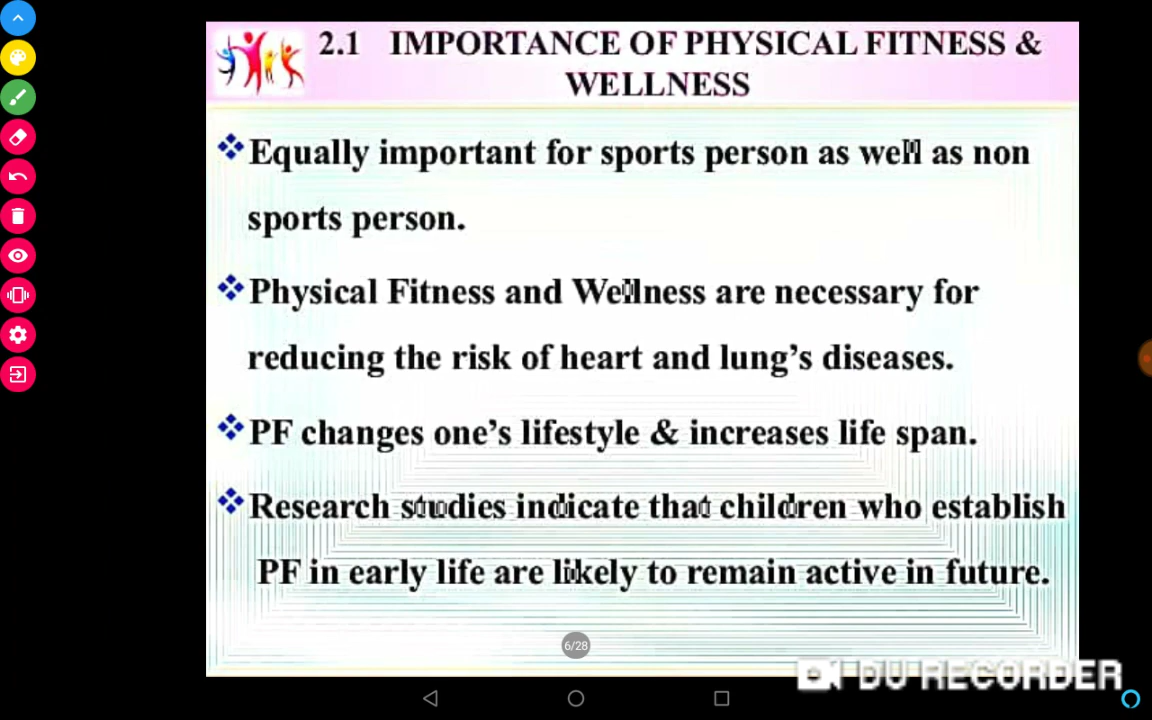 2.1 IMPORTANCE OF PHYSICAL FITNESS &
WELLNESS
❖Equally important for sports person as well as non
sports person.
❖Physical Fitness and Wellness are necessary for
reducing the risk of heart and lung’s diseases.
❖PF changes one’s lifestyle & increases life span.
❖Research studies indicate that children who establish
PF in early life are likely to remain active in future.
6/28
DU RECORDER